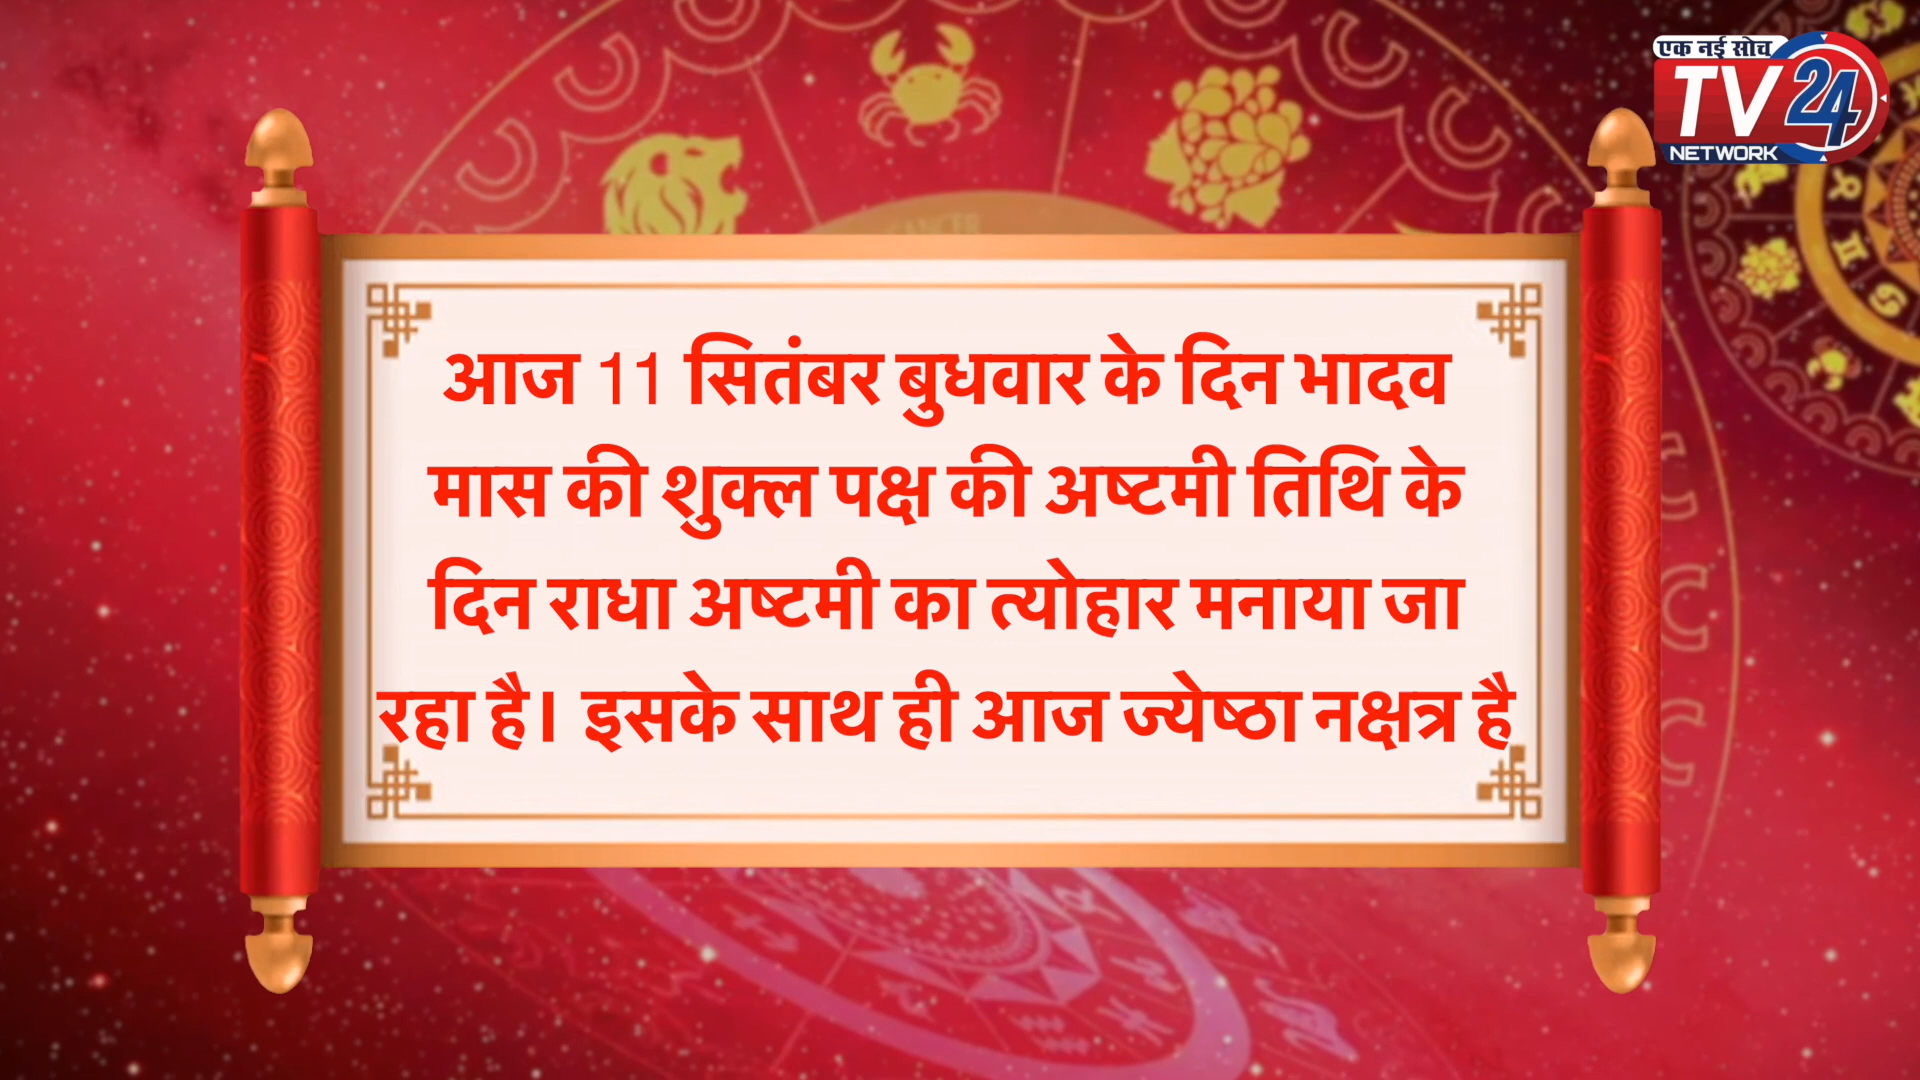 एक नई सोच
TV24
NETWORK
CANCER
आज 11 सितंबर बुधवार के दिन भादव
मास की शुक्ल पक्ष की अष्टमी तिथि के
दिन राधा अष्टमी का त्योहार मनाया जा
रहा है। इसके साथ ही आज ज्येष्ठा नक्षत्र है